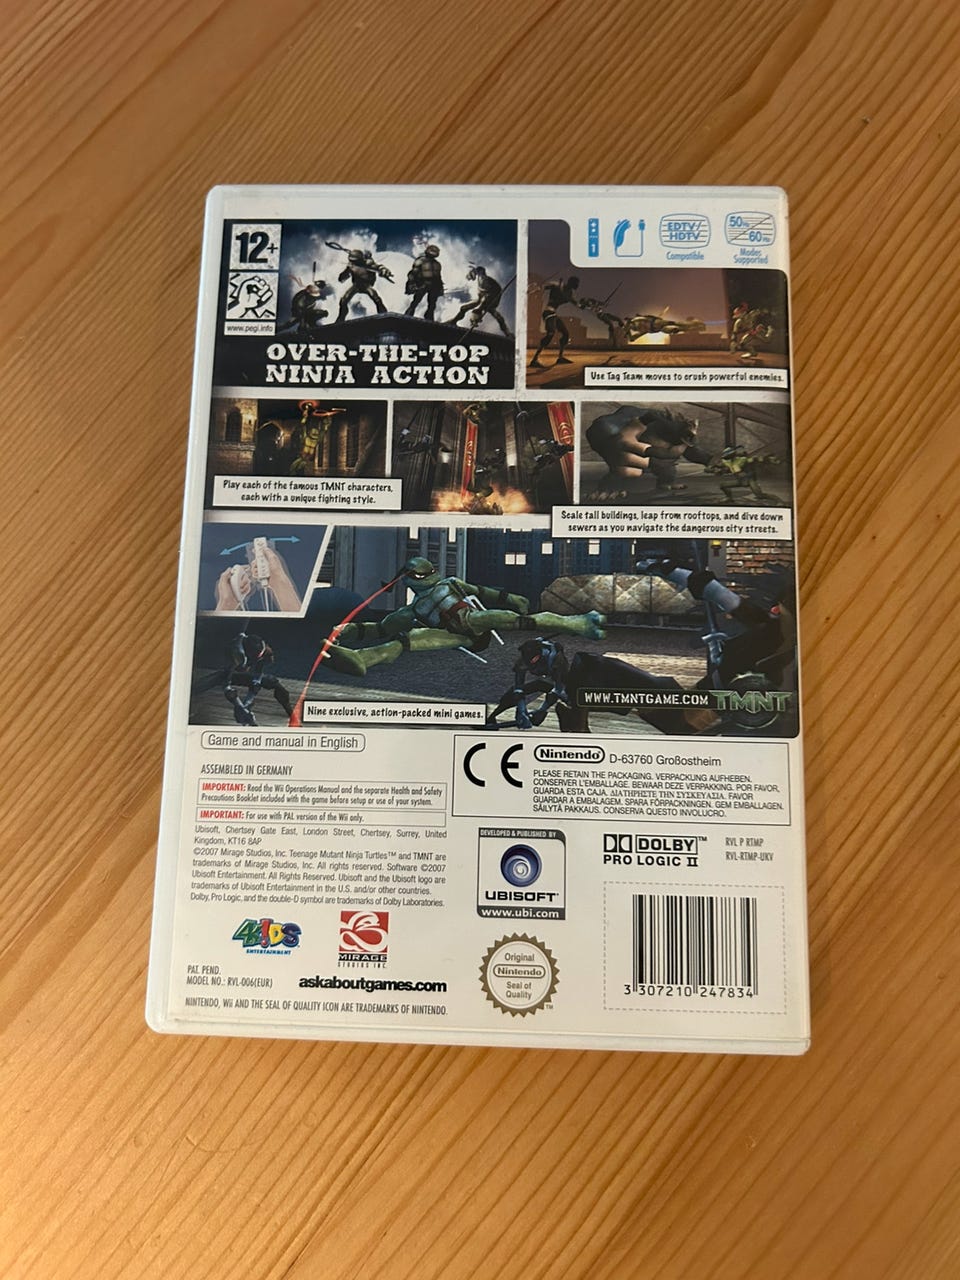 12+
www.pegi.info
OVER-THE-TOP
NINJA ACTION
1
EDTV/
HDTV
Compatible
50Hz
60Hz
Modes
Supported
Use Tag Team moves to crush powerful enemies.
Play each of the famous TMNT characters,
each with a unique fighting style.
Scale tall buildings, leap from rooftops, and dive down
sewers as you navigate the dangerous city streets.
Nine exclusive, action-packed mini games.
WWW.TMNTGAME.COM
TMNT
Game and manual in English
ASSEMBLED IN GERMANY
IMPORTANT: Read the Wii Operations Manual and the separate Health and Safety
Precautions Booklet included with the game before setup or use of your system.
IMPORTANT: For use with PAL version of the Wii only.
Ubisoft, Chertsey Gate East, London Street, Chertsey, Surrey, United
Kingdom, KT16 8AP
©2007 Mirage Studios, Inc. Teenage Mutant Ninja Turtles™ and TMNT are
trademarks of Mirage Studios, Inc. All rights reserved. Software ©2007
Ubisoft Entertainment. All Rights Reserved. Ubisoft and the Ubisoft logo are
trademarks of Ubisoft Entertainment in the U.S. and/or other countries.
Dolby, Pro Logic, and the double-D symbol are trademarks of Dolby Laboratories.
CE
Nintendo®
D-63760 Großostheim
PLEASE RETAIN THE PACKAGING. VERPACKUNG AUFHEBEN.
CONSERVER L'EMBALLAGE. BEWAAR DEZE VERPAKKING. POR FAVOR,
GUARDA ESTA CAJA. ΔΙΑΤΗΡΗΣΤΕ ΤΗΝ ΣΥΣΚΕΥΑΣΙΑ. FAVOR
GUARDAR A EMBALAGEM. SPARA FÖRPACKNINGEN. GEM EMBALLAGEN.
SÄILYTÄ PAKKAUS. CONSERVA QUESTO INVOLUCRO.
DEVELOPED & PUBLISHED BY
UBISOFT®
www.ubi.com
DOLBY™
PRO LOGIC II
RVL P RTMP
RVL-RTMP-UKV
4KIDS
ENTERTAINMENT
MIRAGE
STUDIOS INC.
PAT. PEND.
MODEL NO.: RVL-006(EUR)
askaboutgames.com
NINTENDO, Wii AND THE SEAL OF QUALITY ICON ARE TRADEMARKS OF NINTENDO.
Original
Nintendo
Seal of
Quality
TM
3 307210 247834